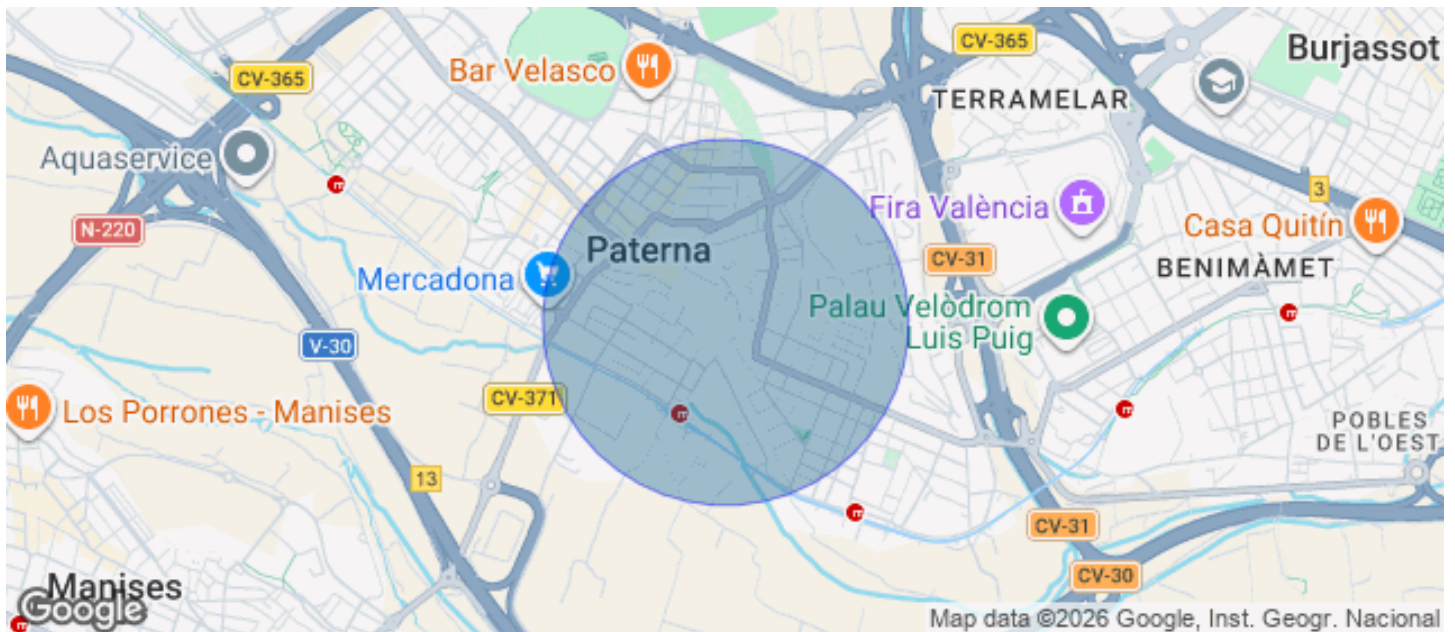 CV-365
Burjassot
Bar Velasco
CV-365
TERRAMELAR
Aquaservice
3
Fira València
Casa Quitín
N-220
Paterna
CV-31
BENIMÀMET
Mercadona
Palau Velòdrom
Luis Puig
V-30
CV-371
Los Porrones - Manises
POBLES
DE L'OEST
13
CV-31
CV-30
Manises
Google
Map data ©2026 Google, Inst. Geogr. Nacional